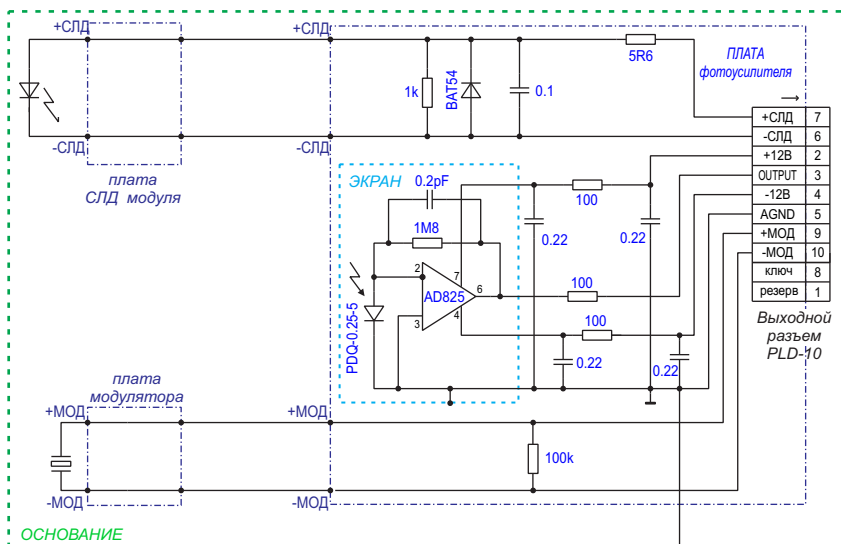 +СЛД
+СЛД
5R6
ПЛАТА
фотоусилителя
1k
BAT54
0.1
-СЛД
-СЛД
плата
СЛД модуля
+СЛД 7
-СЛД 6
+12В 2
OUTPUT 3
-12В 4
AGND 5
+МОД 9
-МОД 10
ключ 8
резерв 1
Выходной
разъем
PLD-10
ЭКРАН
0.2pF
1M8
100
0.22
0.22
2
7
AD825
6
3
4
PDQ-0.25-5
100
100
0.22
0.22
плата
модулятора
+МОД
+МОД
100k
-МОД
-МОД
ОСНОВАНИЕ